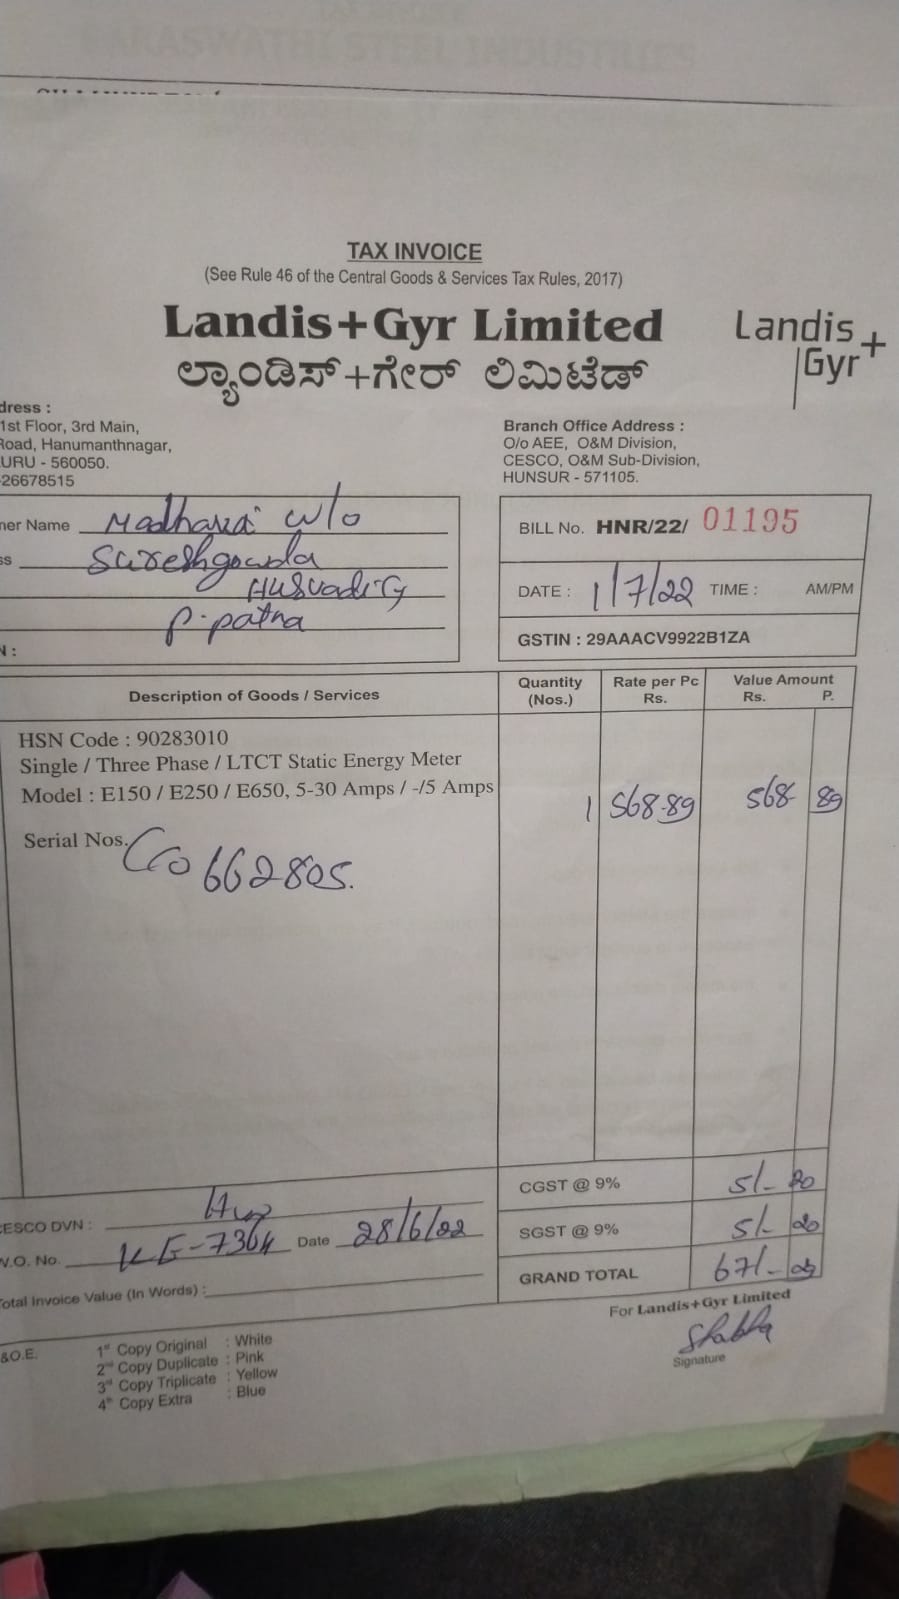 TAX INVOICE
(See Rule 46 of the Central Goods & Services Tax Rules, 2017)
Landis+Gyr Limited
ಲ್ಯಾಂಡಿಸ್+ಗೇರ್ ಲಿಮಿಟೆಡ್
Landis+
Gyr
dress :
1st Floor, 3rd Main,
Road, Hanumanthnagar,
URU - 560050.
26678515
Branch Office Address :
O/o AEE, O&M Division,
CESCO, O&M Sub-Division,
HUNSUR - 571105.
ner Name w/o
ss Sureshgowda
P.patna
N :
BILL No. HNR/22/ 01195
DATE : 1/7/22 TIME : AM/PM
GSTIN : 29AAACV9922B1ZA
Description of Goods / Services Quantity (Nos.) Rate per Pc Rs. Value Amount Rs. P.
HSN Code : 90283010
Single / Three Phase / LTCT Static Energy Meter
Model : E150 / E250 / E650, 5-30 Amps / -/5 Amps 1 568-89 568- 89
Serial Nos.
662805.
CGST @ 9% 51- 20
SGST @ 9% 51- 20
GRAND TOTAL 671-
CESCO DVN :
W.O. No. Date 28/6/22
Total Invoice Value (In Words) :
For Landis+Gyr Limited
Signature
&O.E.
1st Copy Original : White
2nd Copy Duplicate : Pink
3rd Copy Triplicate : Yellow
4th Copy Extra : Blue